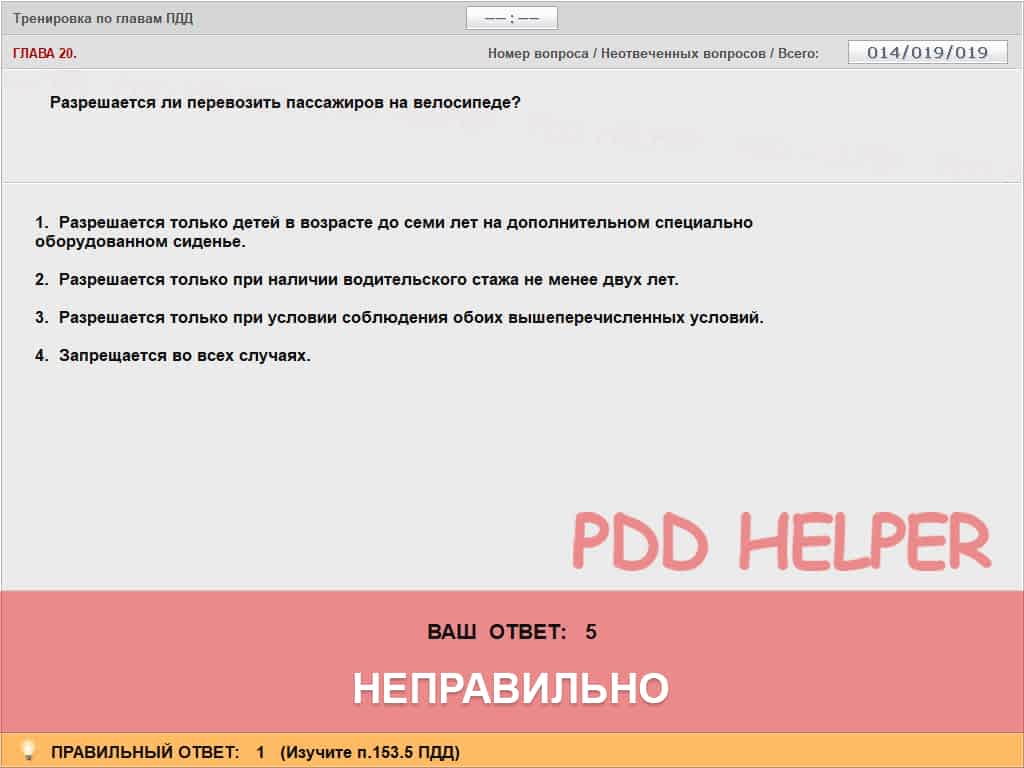 Тренировка по главам ПДД
—— : ——
ГЛАВА 20.
Номер вопроса / Неотвеченных вопросов / Всего:
014/019/019
Разрешается ли перевозить пассажиров на велосипеде?
1. Разрешается только детей в возрасте до семи лет на дополнительном специально
оборудованном сиденье.
2. Разрешается только при наличии водительского стажа не менее двух лет.
3. Разрешается только при условии соблюдения обоих вышеперечисленных условий.
4. Запрещается во всех случаях.
PDD HELPER
ВАШ ОТВЕТ: 5
НЕПРАВИЛЬНО
ПРАВИЛЬНЫЙ ОТВЕТ: 1 (Изучите п.153.5 ПДД)